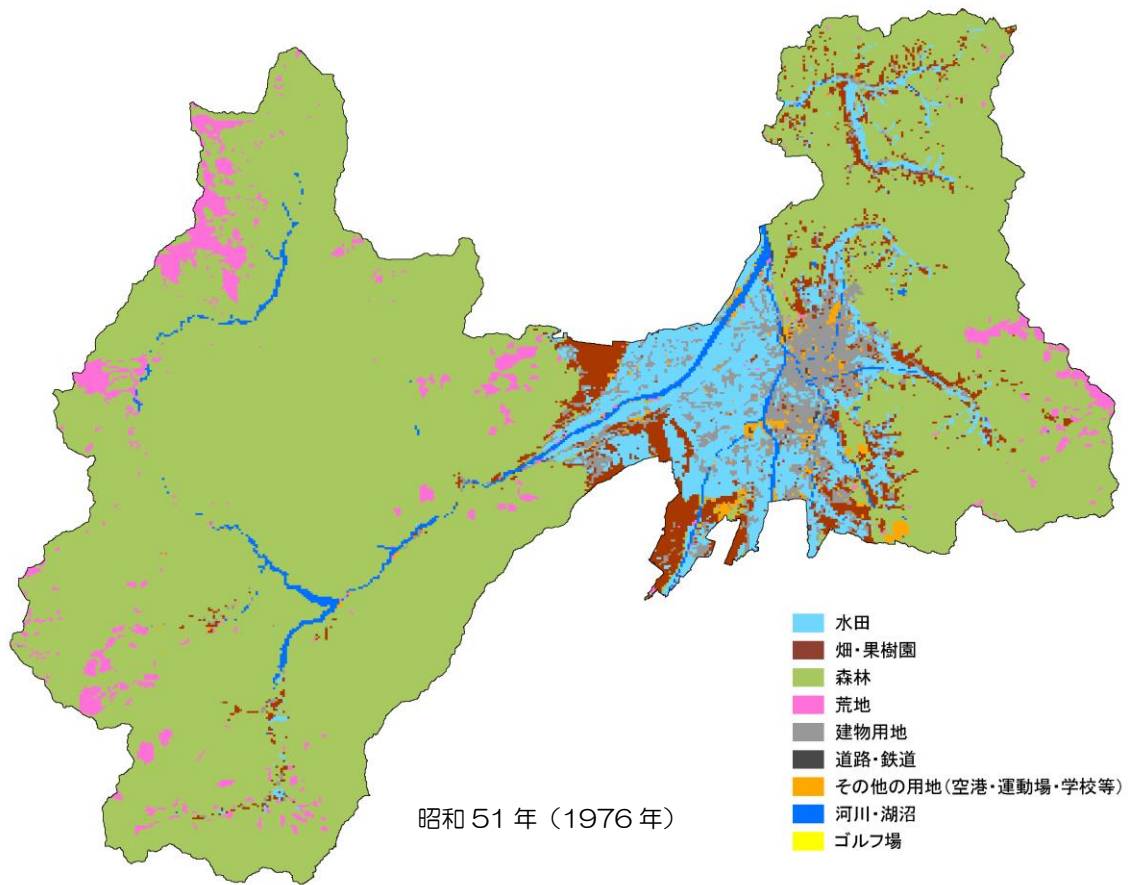 水田
畑・果樹園
森林
荒地
建物用地
道路・鉄道
その他の用地(空港・運動場・学校等)
河川・湖沼
ゴルフ場
昭和 51 年（1976 年）